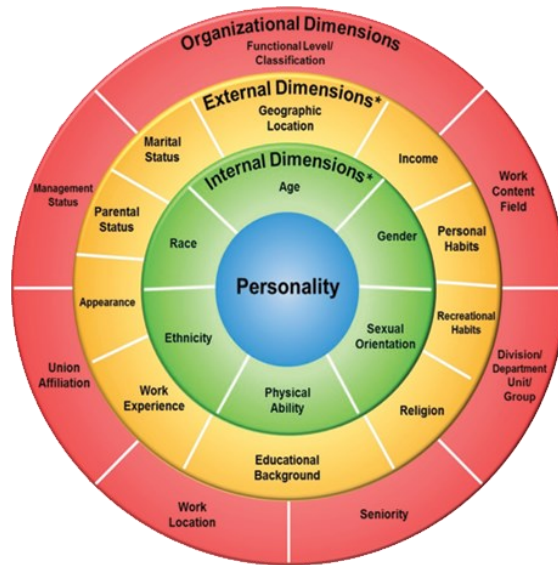 Organizational Dimensions
Functional Level/
Classification
External Dimensions*
Geographic
Location
Marital
Status
Income
Internal Dimensions*
Age
Management
Status
Work
Content
Field
Parental
Status
Personal
Habits
Race
Gender
Personality
Appearance
Recreational
Habits
Ethnicity
Sexual
Orientation
Union
Affiliation
Division/
Department
Unit/
Group
Work
Experience
Physical
Ability
Religion
Educational
Background
Work
Location
Seniority